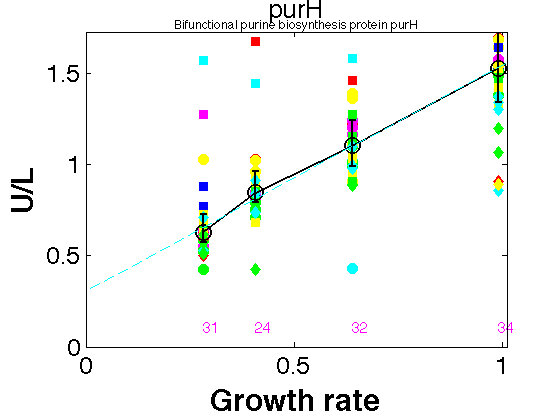 purH
Bifunctional purine biosynthesis protein purH
1.5
1
0.5
0
U/L
31
24
32
34
0
0.5
1
Growth rate